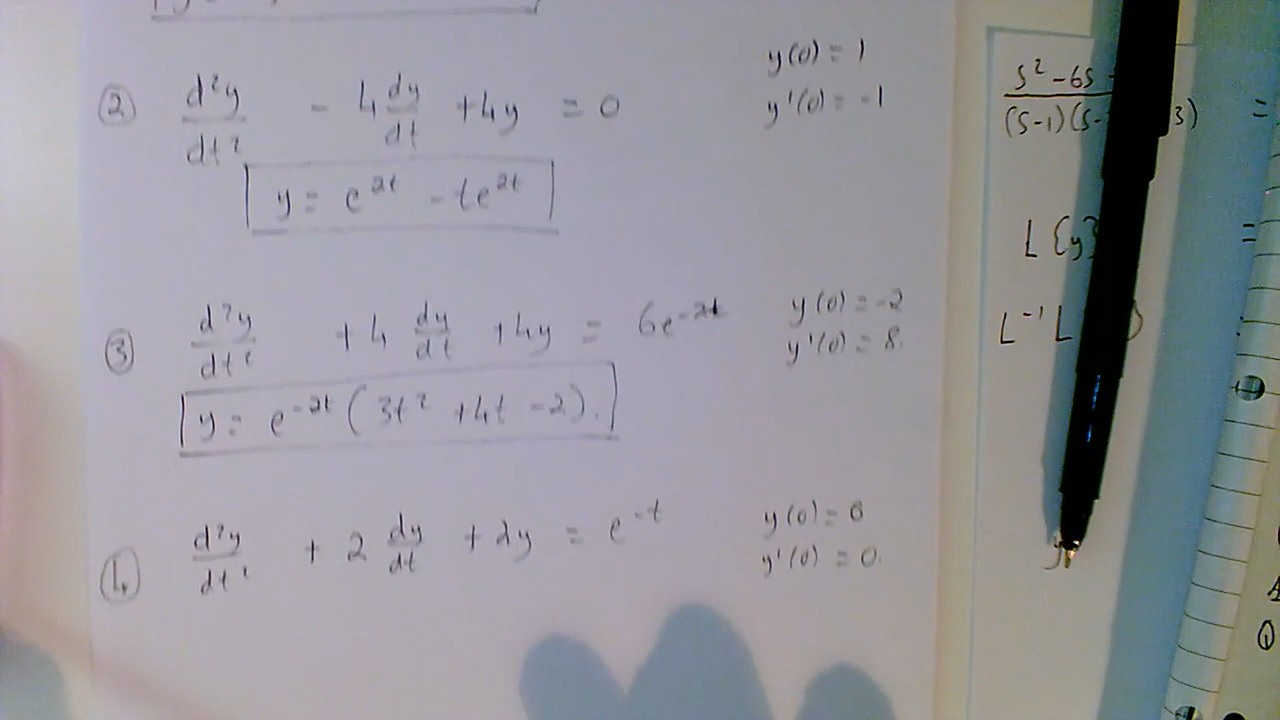 ② d²y/dt² - 4 dy/dt + 4y = 0
y(0) = 1
y'(0) = -1
y = e^{2t} - te^{2t}
③ d²y/dt² + 4 dy/dt + 4y = 6e^{-2t}
y(0) = -2
y'(0) = 8.
y = e^{-2t} (3t² + 4t - 2).
④ d²y/dt² + 2 dy/dt + 2y = e^{-t}
y(0) = 0
y'(0) = 0.
s² - 6s
(s-1)(s- 3) =
L {y} =
L⁻¹ L
y
Q